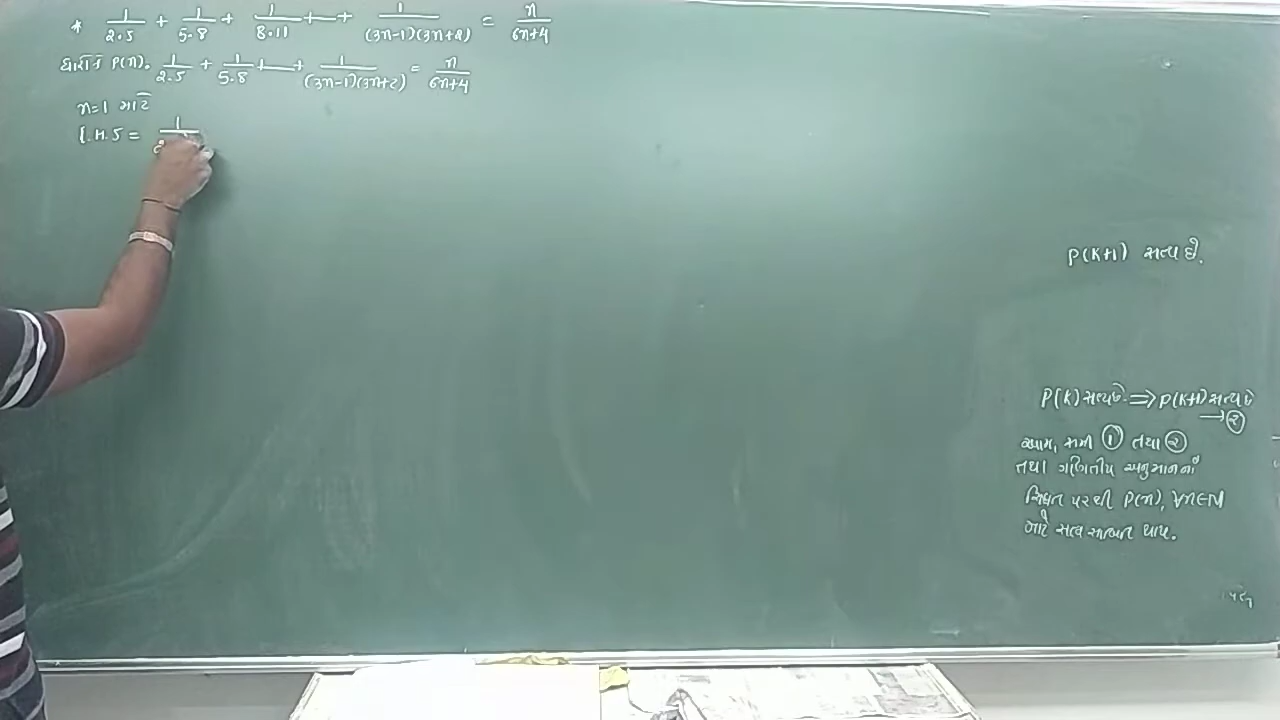 * 1/2·5 + 1/5·8 + 1/8·11 + — + 1/(3n-1)(3n+2) = n/6n+4
ધારોકે P(n). 1/2·5 + 1/5·8 + — + 1/(3n-1)(3n+2) = n/6n+4
n=1 માટે
L.H.S = 1/2
P(K+1) સત્ય છે.
P(K) સત્ય છે ⇒ P(K+1) સત્ય છે
→ ②
આમ, સમી ① તથા ②
તથા ગણિતીય અનુમાનના
સિદ્ધાંત પરથી P(n), ∀n∈N
માટે સત્ય સાબિત થાય.